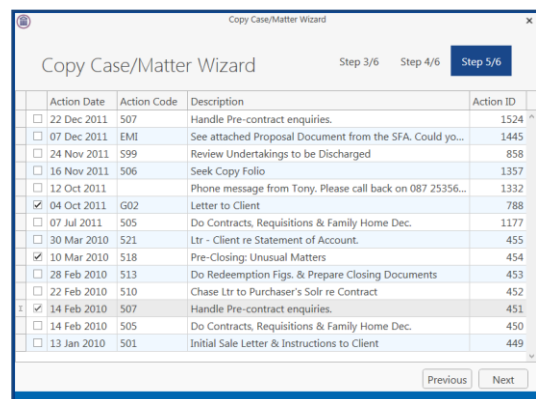 Copy Case/Matter Wizard
Copy Case/Matter Wizard Step 3/6 Step 4/6 Step 5/6
Action Date Action Code Description Action ID
22 Dec 2011 507 Handle Pre-contract enquiries. 1524
07 Dec 2011 EMI See attached Proposal Document from the SFA. Could yo... 1445
24 Nov 2011 S99 Review Undertakings to be Discharged 858
16 Nov 2011 506 Seek Copy Folio 1357
12 Oct 2011 Phone message from Tony. Please call back on 087 25356... 1332
04 Oct 2011 G02 Letter to Client 788
07 Jul 2011 505 Do Contracts, Requisitions & Family Home Dec. 1177
30 Mar 2010 521 Ltr - Client re Statement of Account. 455
10 Mar 2010 518 Pre-Closing: Unusual Matters 454
28 Feb 2010 513 Do Redemption Figs. & Prepare Closing Documents 453
22 Feb 2010 510 Chase Ltr to Purchaser's Solr re Contract 452
14 Feb 2010 507 Handle Pre-contract enquiries. 451
14 Feb 2010 505 Do Contracts, Requisitions & Family Home Dec. 450
13 Jan 2010 501 Initial Sale Letter & Instructions to Client 449
Previous Next